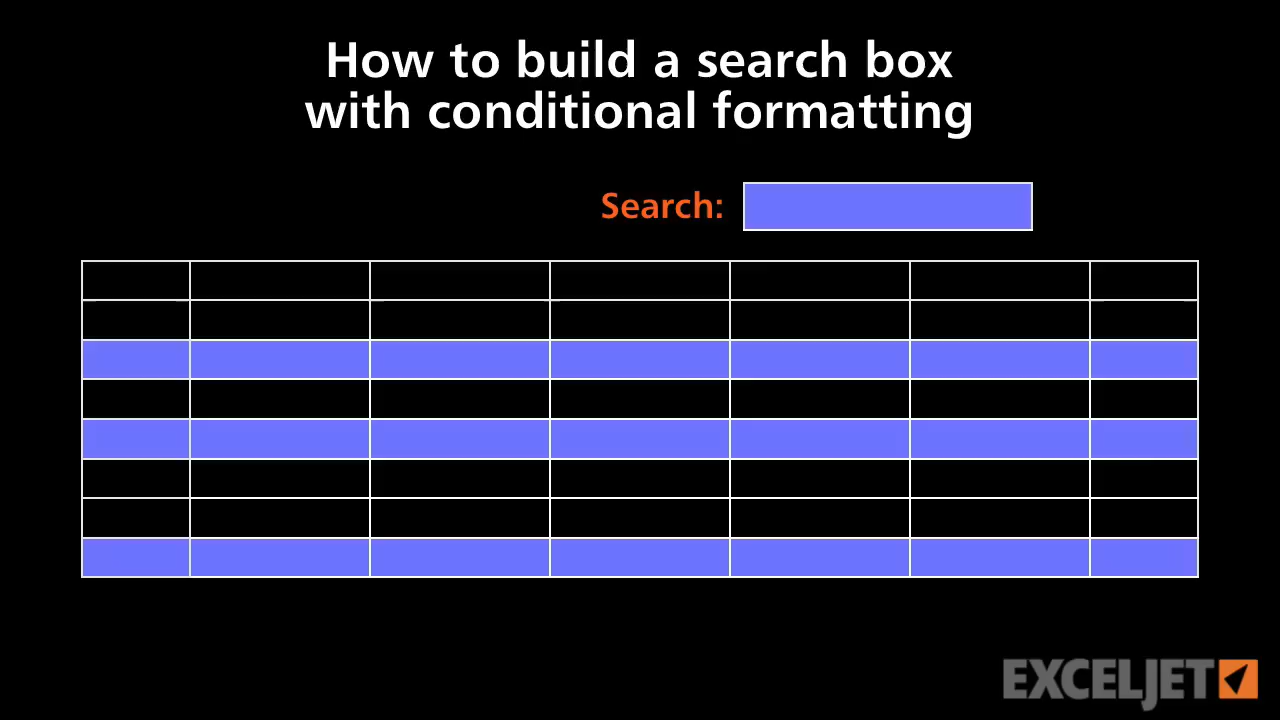 How to build a search box
with conditional formatting
Search:
EXCELJET